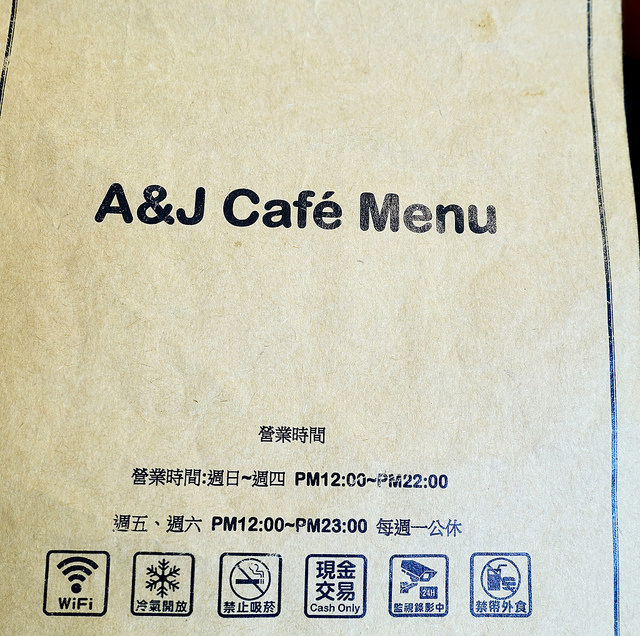 A&J Café Menu
營業時間
營業時間:週日~週四 PM12:00~PM22:00
週五、週六 PM12:00~PM23:00 每週一公休
WiFi
冷氣開放
禁止吸菸
現金
交易
Cash Only
24H
監視錄影中
禁帶外食